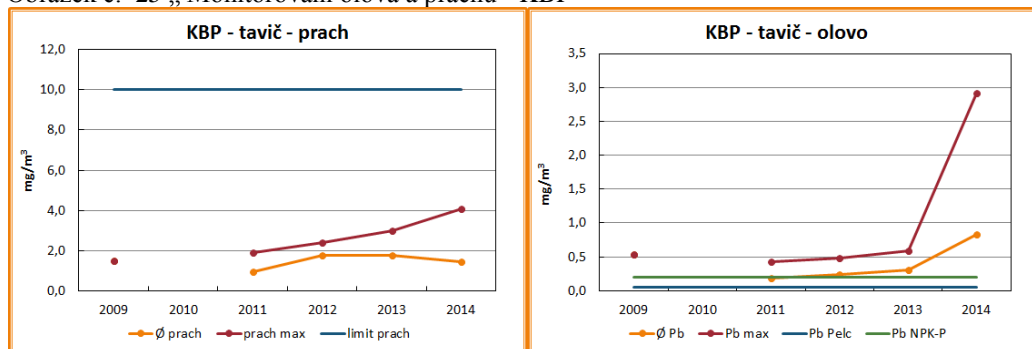 Obrázek č. 23 „ Monitorování olova a prachu - KBP
KBP - tavič - prach
12,0
10,0
8,0
6,0
4,0
2,0
0,0
mg/m³
2009 2010 2011 2012 2013 2014
Ø prach prach max limit prach
KBP - tavič - olovo
3,5
3,0
2,5
2,0
1,5
1,0
0,5
0,0
mg/m³
2009 2010 2011 2012 2013 2014
Ø Pb Pb max Pb Pelc Pb NPK-P